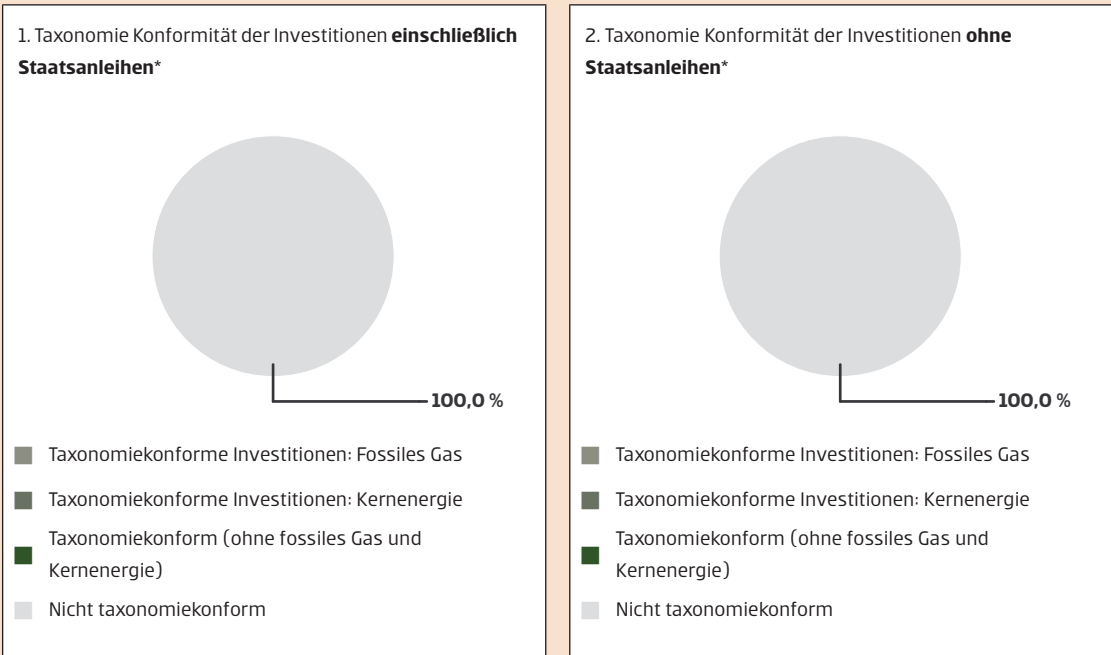 1. Taxonomie Konformität der Investitionen einschließlich
Staatsanleihen*
100,0 %
Taxonomiekonforme Investitionen: Fossiles Gas
Taxonomiekonforme Investitionen: Kernenergie
Taxonomiekonform (ohne fossiles Gas und
Kernenergie)
Nicht taxonomiekonform
2. Taxonomie Konformität der Investitionen ohne
Staatsanleihen*
100,0 %
Taxonomiekonforme Investitionen: Fossiles Gas
Taxonomiekonforme Investitionen: Kernenergie
Taxonomiekonform (ohne fossiles Gas und
Kernenergie)
Nicht taxonomiekonform